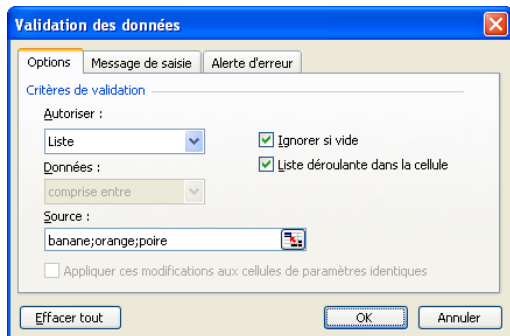 Validation des données
Options Message de saisie Alerte d'erreur
Critères de validation
Autoriser :
Liste
Ignorer si vide
Données :
Liste déroulante dans la cellule
comprise entre
Source :
banane;orange;poire
Appliquer ces modifications aux cellules de paramètres identiques
Effacer tout OK Annuler